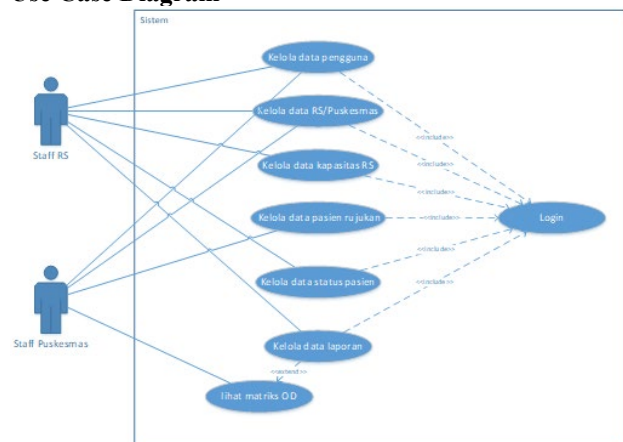 Use Case Diagram
Sistem
Kelola data pengguna
Kelola data RS/Puskesmas
<<include>>
Staff RS
<<include>>
Kelola data kapasitas RS
<<include>>
Kelola data pasien rujukan
<<include>>
Login
<<include>>
Kelola data status pasien
<<include>>
Staff Puskesmas
Kelola data laporan
<<extend>>
lihat matriks OD